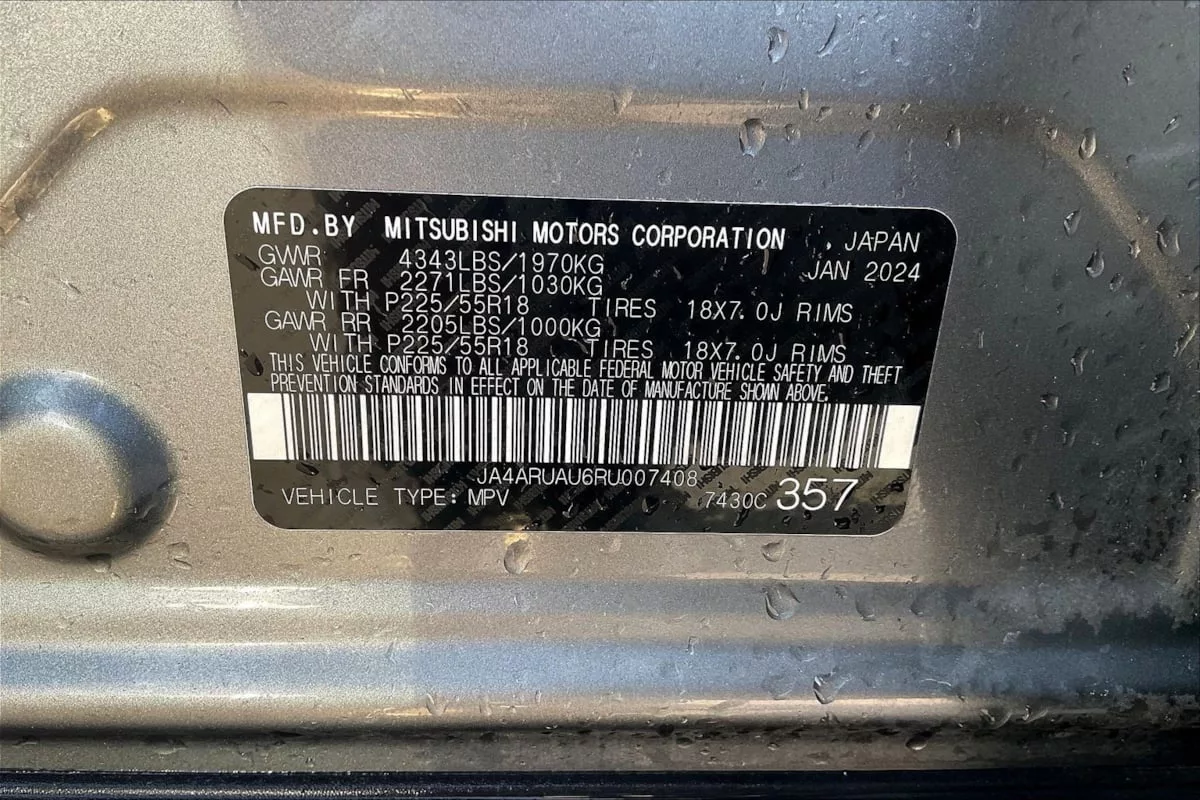 MFD.BY MITSUBISHI MOTORS CORPORATION , JAPAN
GWWR 4343LBS/1970KG JAN 2024
GAWR FR 2271LBS/1030KG
WITH P225/55R18 TIRES 18X7.0J RIMS
GAWR RR 2205LBS/1000KG
WITH P225/55R18 TIRES 18X7.0J RIMS
THIS VEHICLE CONFORMS TO ALL APPLICABLE FEDERAL MOTOR VEHICLE SAFETY AND THEFT
PREVENTION STANDARDS IN EFFECT ON THE DATE OF MANUFACTURE SHOWN ABOVE.
JA4ARUAU6RU007408
VEHICLE TYPE: MPV 7430C 357